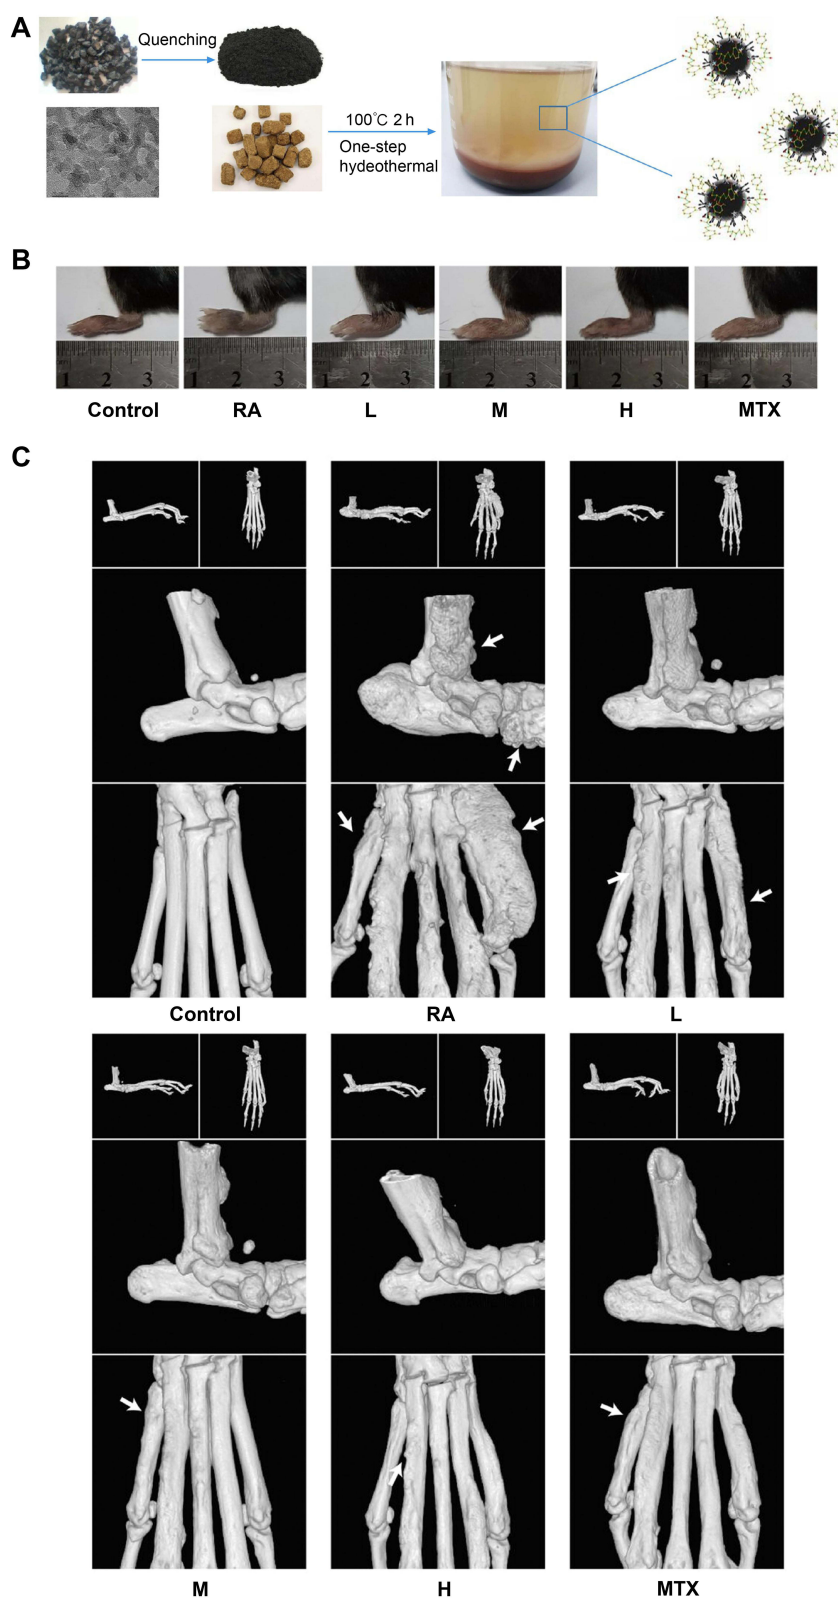 A
Quenching
100°C 2 h
One-step
hydeothermal
B
1 2 3
1 2 3
1 2 3
1 2 3
1 2 3
1 2 3
Control RA L M H MTX
C
Control RA L
M H MTX